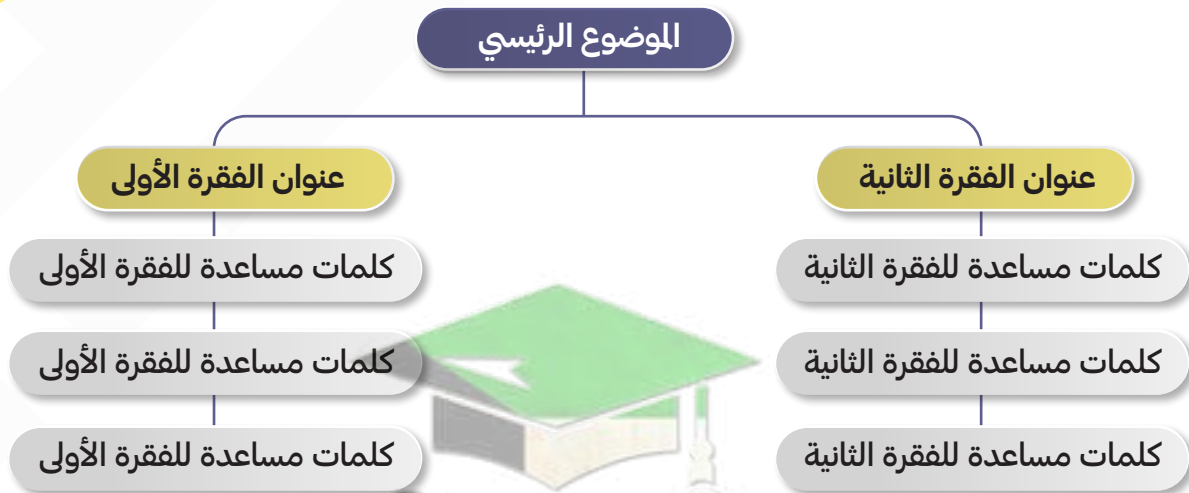 الموضوع الرئيسي
عنوان الفقرة الثانية
عنوان الفقرة الأولى
كلمات مساعدة للفقرة الثانية
كلمات مساعدة للفقرة الأولى
كلمات مساعدة للفقرة الثانية
كلمات مساعدة للفقرة الأولى
كلمات مساعدة للفقرة الثانية
كلمات مساعدة للفقرة الأولى